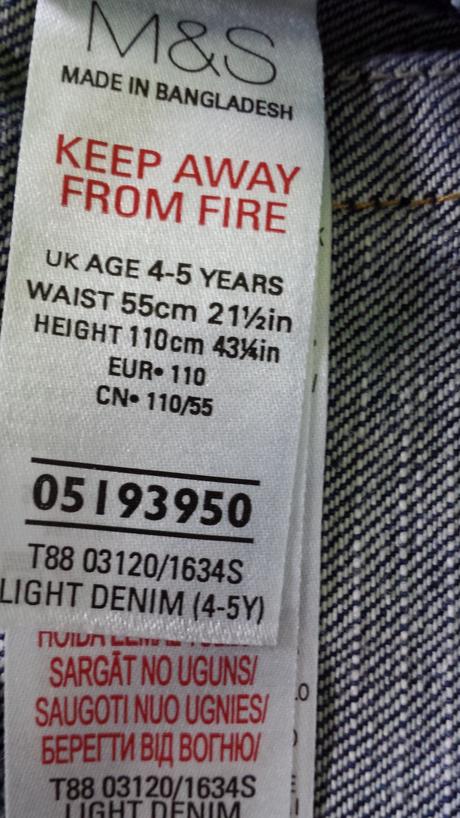 M&S
MADE IN BANGLADESH
KEEP AWAY
FROM FIRE
UK AGE 4-5 YEARS
WAIST 55cm 21½in
HEIGHT 110cm 43¼in
EUR• 110
CN• 110/55
05193950
T88 03120/1634S
LIGHT DENIM (4-5Y)
SARGĀT NO UGUNS/
SAUGOTI NUO UGNIES/
БЕРЕГТИ ВІД ВОГНЮ/
T88 03120/1634S
LIGHT DENIM